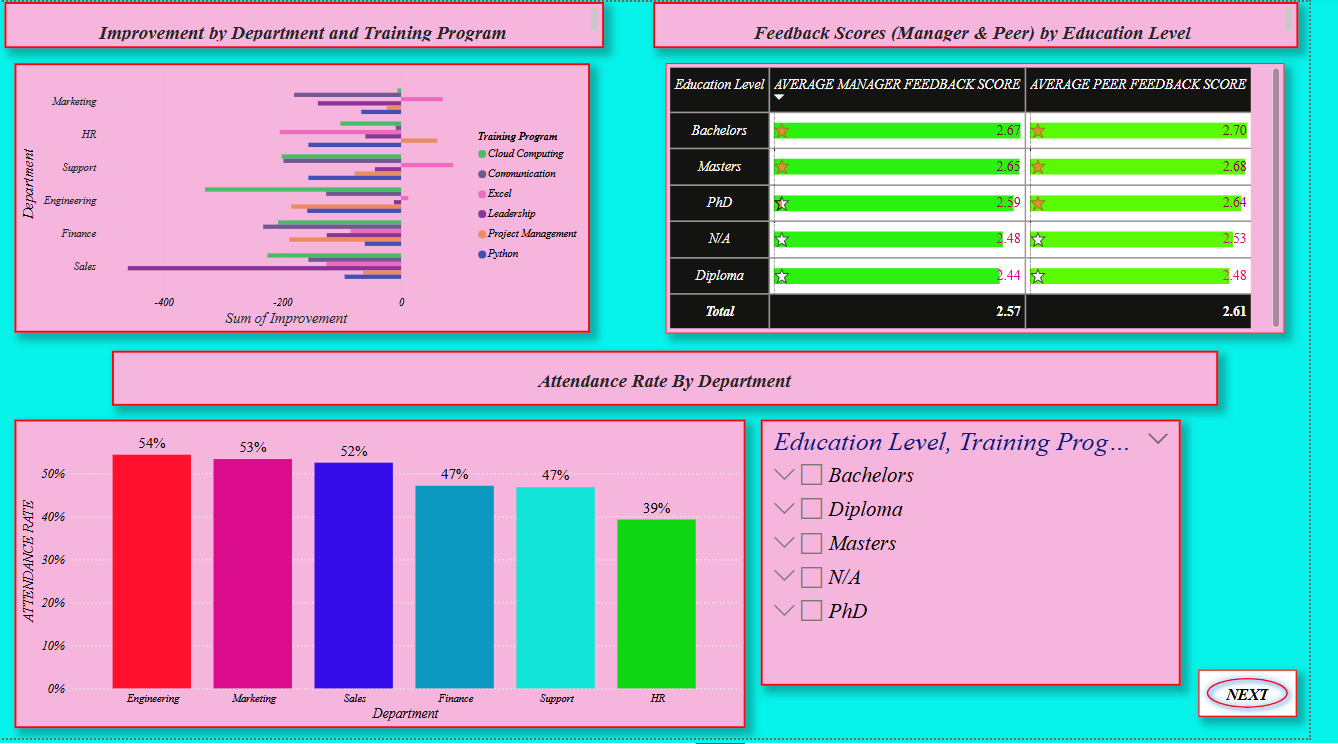 Improvement by Department and Training Program
Feedback Scores (Manager & Peer) by Education Level
Department
Marketing
HR
Support
Engineering
Finance
Sales
-400 -200 0
Sum of Improvement
Training Program
Cloud Computing
Communication
Excel
Leadership
Project Management
Python
Education Level AVERAGE MANAGER FEEDBACK SCORE AVERAGE PEER FEEDBACK SCORE
Bachelors 2.67 2.70
Masters 2.65 2.68
PhD 2.59 2.64
N/A 2.48 2.53
Diploma 2.44 2.48
Total 2.57 2.61
Attendance Rate By Department
ATTENDANCE RATE
50%
40%
30%
20%
10%
0%
54% 53% 52% 47% 47% 39%
Engineering Marketing Sales Finance Support HR
Department
Education Level, Training Prog...
Bachelors
Diploma
Masters
N/A
PhD
NEXT